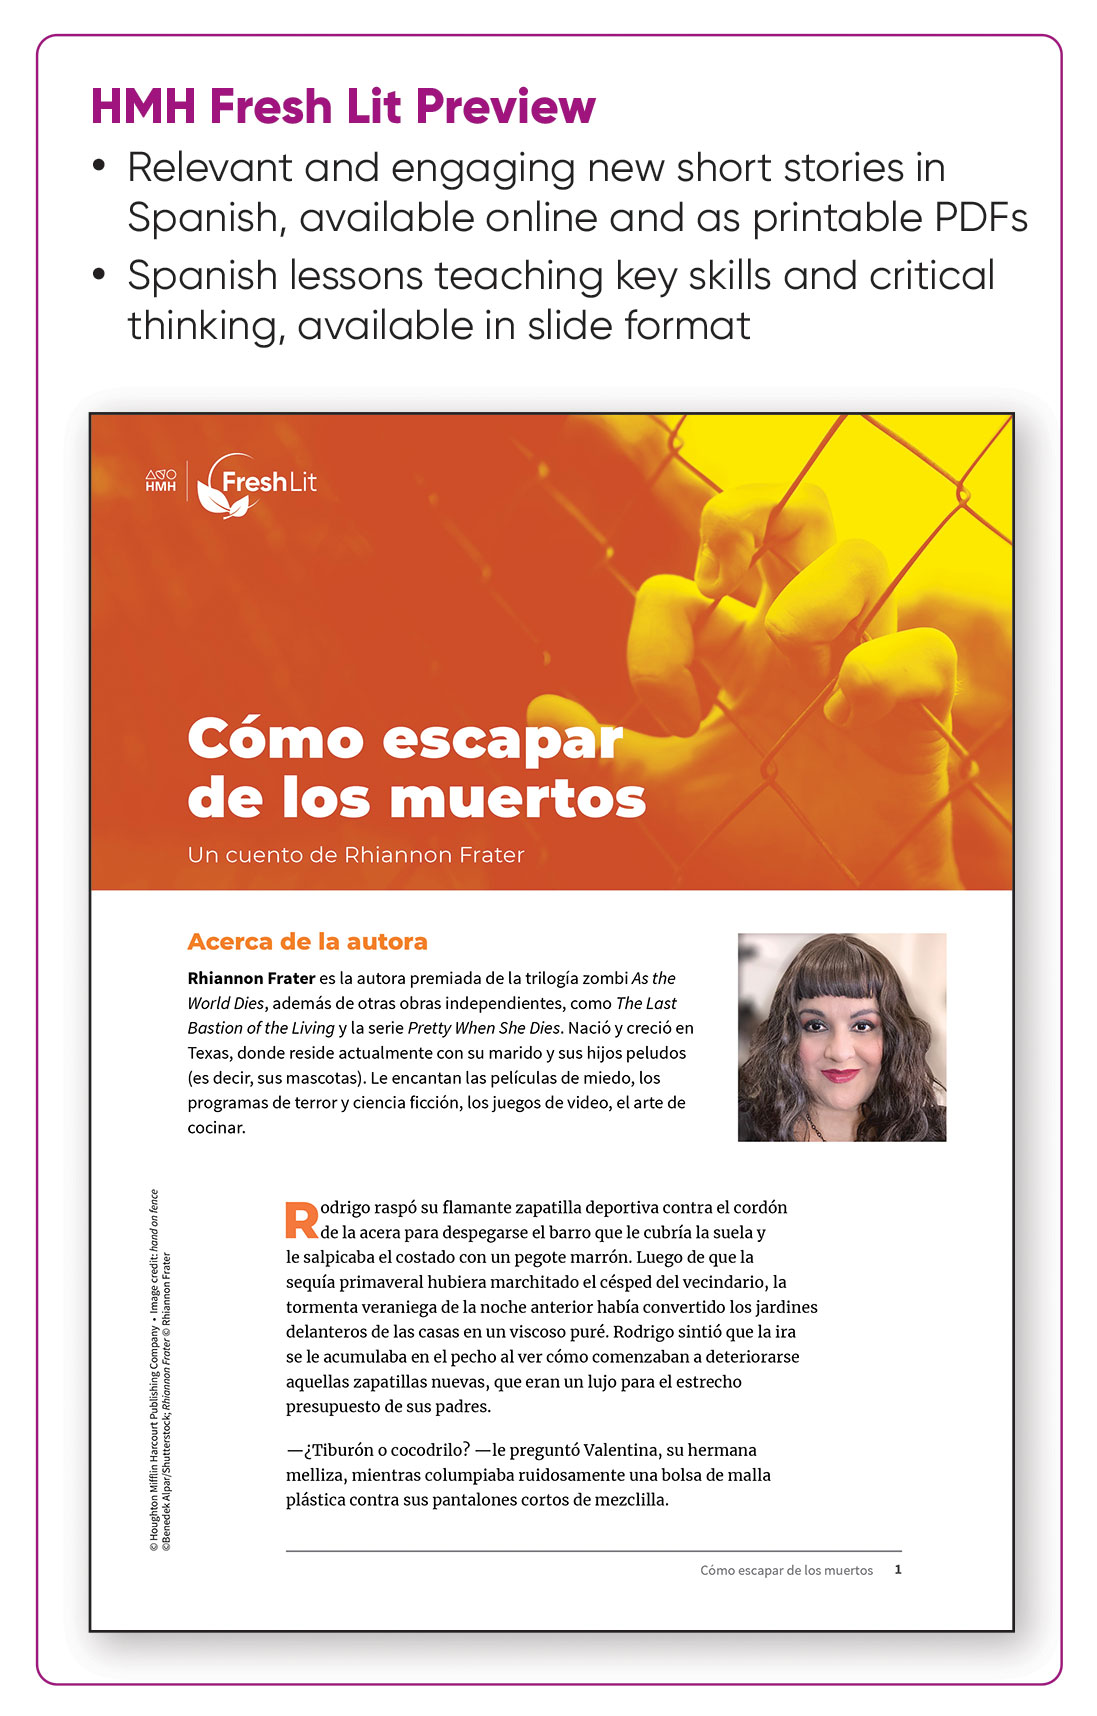 HMH Fresh Lit Preview
• Relevant and engaging new short stories in
Spanish, available online and as printable PDFs
• Spanish lessons teaching key skills and critical
thinking, available in slide format
HMH
FreshLit
Cómo escapar
de los muertos
Un cuento de Rhiannon Frater
Acerca de la autora
Rhiannon Frater es la autora premiada de la trilogía zombi As the
World Dies, además de otras obras independientes, como The Last
Bastion of the Living y la serie Pretty When She Dies. Nació y creció en
Texas, donde reside actualmente con su marido y sus hijos peludos
(es decir, sus mascotas). Le encantan las películas de miedo, los
programas de terror y ciencia ficción, los juegos de video, el arte de
cocinar.
Rodrigo raspó su flamante zapatilla deportiva contra el cordón
de la acera para despegarse el barro que le cubría la suela y
le salpicaba el costado con un pegote marrón. Luego de que la
sequía primaveral hubiera marchitado el césped del vecindario, la
tormenta veraniega de la noche anterior había convertido los jardines
delanteros de las casas en un viscoso puré. Rodrigo sintió que la ira
se le acumulaba en el pecho al ver cómo comenzaban a deteriorarse
aquellas zapatillas nuevas, que eran un lujo para el estrecho
presupuesto de sus padres.
—¿Tiburón o cocodrilo? —le preguntó Valentina, su hermana
melliza, mientras columpiaba ruidosamente una bolsa de malla
plástica contra sus pantalones cortos de mezclilla.
© Houghton Mifflin Harcourt Publishing Company • Image credit: hand on fence
©Benedek Alpar/Shutterstock; Rhiannon Frater © Rhiannon Frater
Cómo escapar de los muertos 1